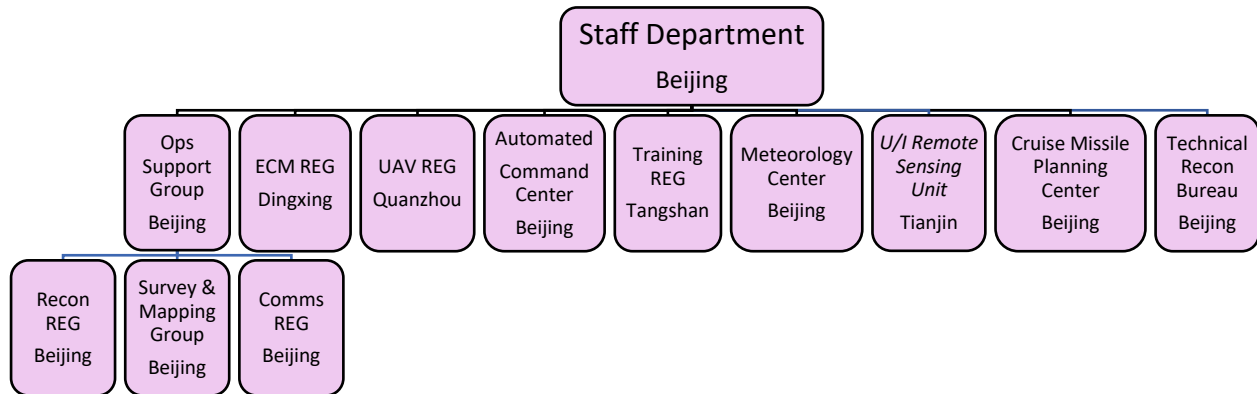 Staff Department
Beijing
Ops
Support
Group
Beijing
ECM REG
Dingxing
UAV REG
Quanzhou
Automated
Command
Center
Beijing
Training
REG
Tangshan
Meteorology
Center
Beijing
U/I Remote
Sensing
Unit
Tianjin
Cruise Missile
Planning
Center
Beijing
Technical
Recon
Bureau
Beijing
Recon
REG
Beijing
Survey &
Mapping
Group
Beijing
Comms
REG
Beijing